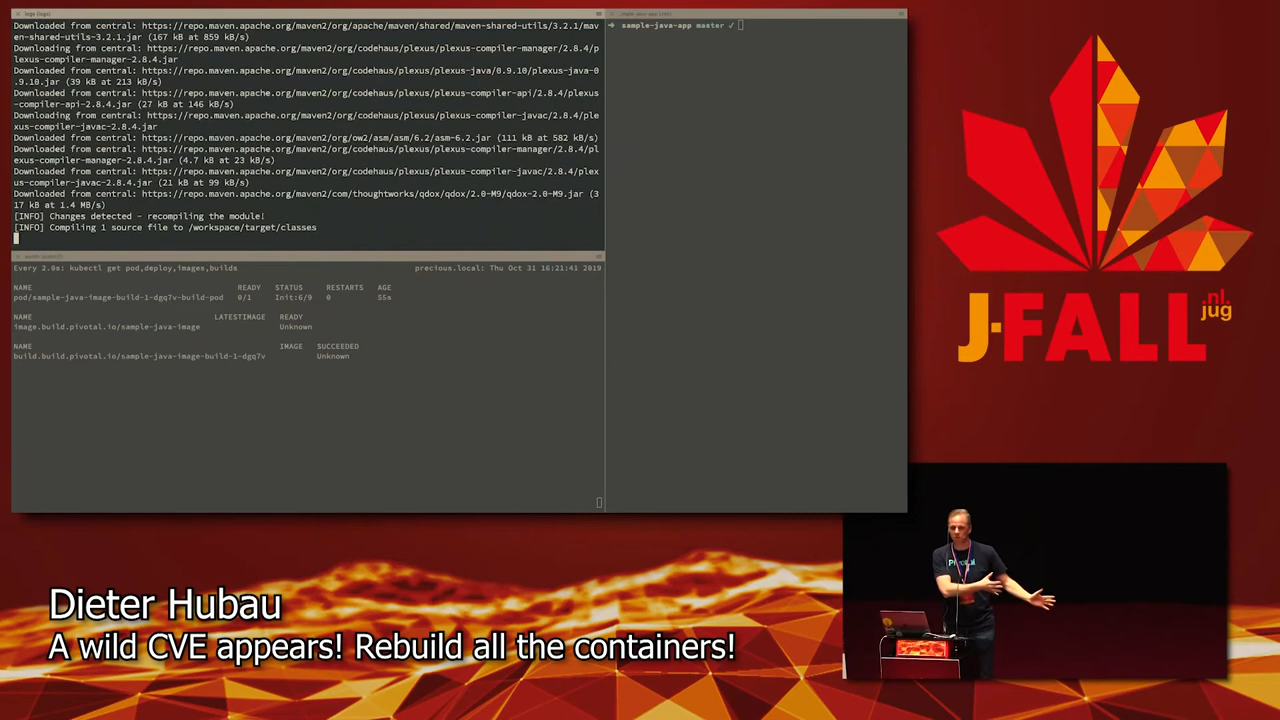 logs (logs)
Downloaded from central: https://repo.maven.apache.org/maven2/org/apache/maven/shared/maven-shared-utils/3.2.1/mav
en-shared-utils-3.2.1.jar (167 kB at 859 kB/s)
Downloading from central: https://repo.maven.apache.org/maven2/org/codehaus/plexus/plexus-compiler-manager/2.8.4/p
lexus-compiler-manager-2.8.4.jar
Downloaded from central: https://repo.maven.apache.org/maven2/org/codehaus/plexus/plexus-java/0.9.10/plexus-java-0
.9.10.jar (39 kB at 213 kB/s)
Downloaded from central: https://repo.maven.apache.org/maven2/org/codehaus/plexus/plexus-compiler-api/2.8.4/plexus
-compiler-api-2.8.4.jar (27 kB at 146 kB/s)
Downloading from central: https://repo.maven.apache.org/maven2/org/codehaus/plexus/plexus-compiler-javac/2.8.4/ple
xus-compiler-javac-2.8.4.jar
Downloaded from central: https://repo.maven.apache.org/maven2/org/ow2/asm/asm/6.2/asm-6.2.jar (111 kB at 582 kB/s)
Downloaded from central: https://repo.maven.apache.org/maven2/org/codehaus/plexus/plexus-compiler-manager/2.8.4/pl
exus-compiler-manager-2.8.4.jar (4.7 kB at 23 kB/s)
Downloaded from central: https://repo.maven.apache.org/maven2/org/codehaus/plexus/plexus-compiler-javac/2.8.4/plex
us-compiler-javac-2.8.4.jar (21 kB at 99 kB/s)
Downloaded from central: https://repo.maven.apache.org/maven2/com/thoughtworks/qdox/qdox/2.0-M9/qdox-2.0-M9.jar (3
17 kB at 1.4 MB/s)
[INFO] Changes detected - recompiling the module!
[INFO] Compiling 1 source file to /workspace/target/classes
Every 2.0s: kubectl get pod,deploy,images,builds precious.local: Thu Oct 31 16:21:41 2019
NAME READY STATUS RESTARTS AGE
pod/sample-java-image-build-1-dgq7v-build-pod 0/1 Init:6/9 0 55s
NAME LATESTIMAGE READY
image.build.pivotal.io/sample-java-image Unknown
NAME IMAGE SUCCEEDED
build.build.pivotal.io/sample-java-image-build-1-dgq7v Unknown
➜ sample-java-app master ✓
J-FALL
.nl.
jug
Dieter Hubau
A wild CVE appears! Rebuild all the containers!